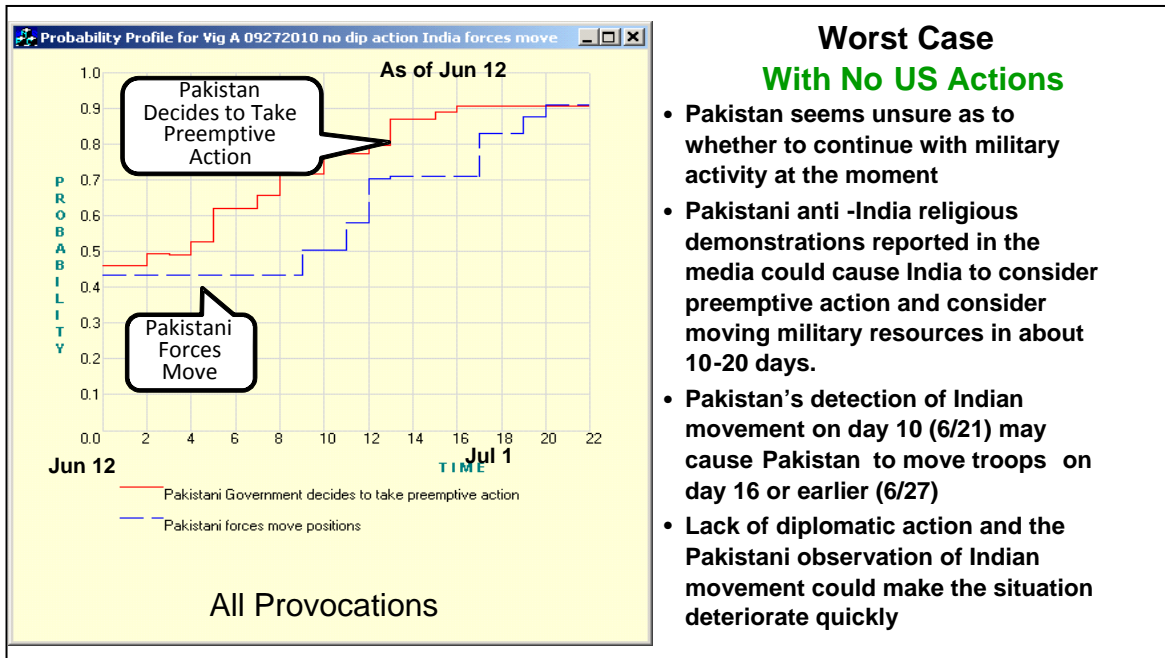 Probability Profile for Vig A 09272010 no dip action India forces move
As of Jun 12
Pakistan
Decides to Take
Preemptive
Action
Pakistani
Forces
Move
PROBABILITY
1.0
0.9
0.8
0.7
0.6
0.5
0.4
0.3
0.2
0.1
0.0 2 4 6 8 10 12 14 16 18 20 22
Jun 12
TIME
Jul 1
Pakistani Government decides to take preemptive action
Pakistani forces move positions
All Provocations
Worst Case
With No US Actions
• Pakistan seems unsure as to
whether to continue with military
activity at the moment
• Pakistani anti -India religious
demonstrations reported in the
media could cause India to consider
preemptive action and consider
moving military resources in about
10-20 days.
• Pakistan's detection of Indian
movement on day 10 (6/21) may
cause Pakistan to move troops on
day 16 or earlier (6/27)
• Lack of diplomatic action and the
Pakistani observation of Indian
movement could make the situation
deteriorate quickly